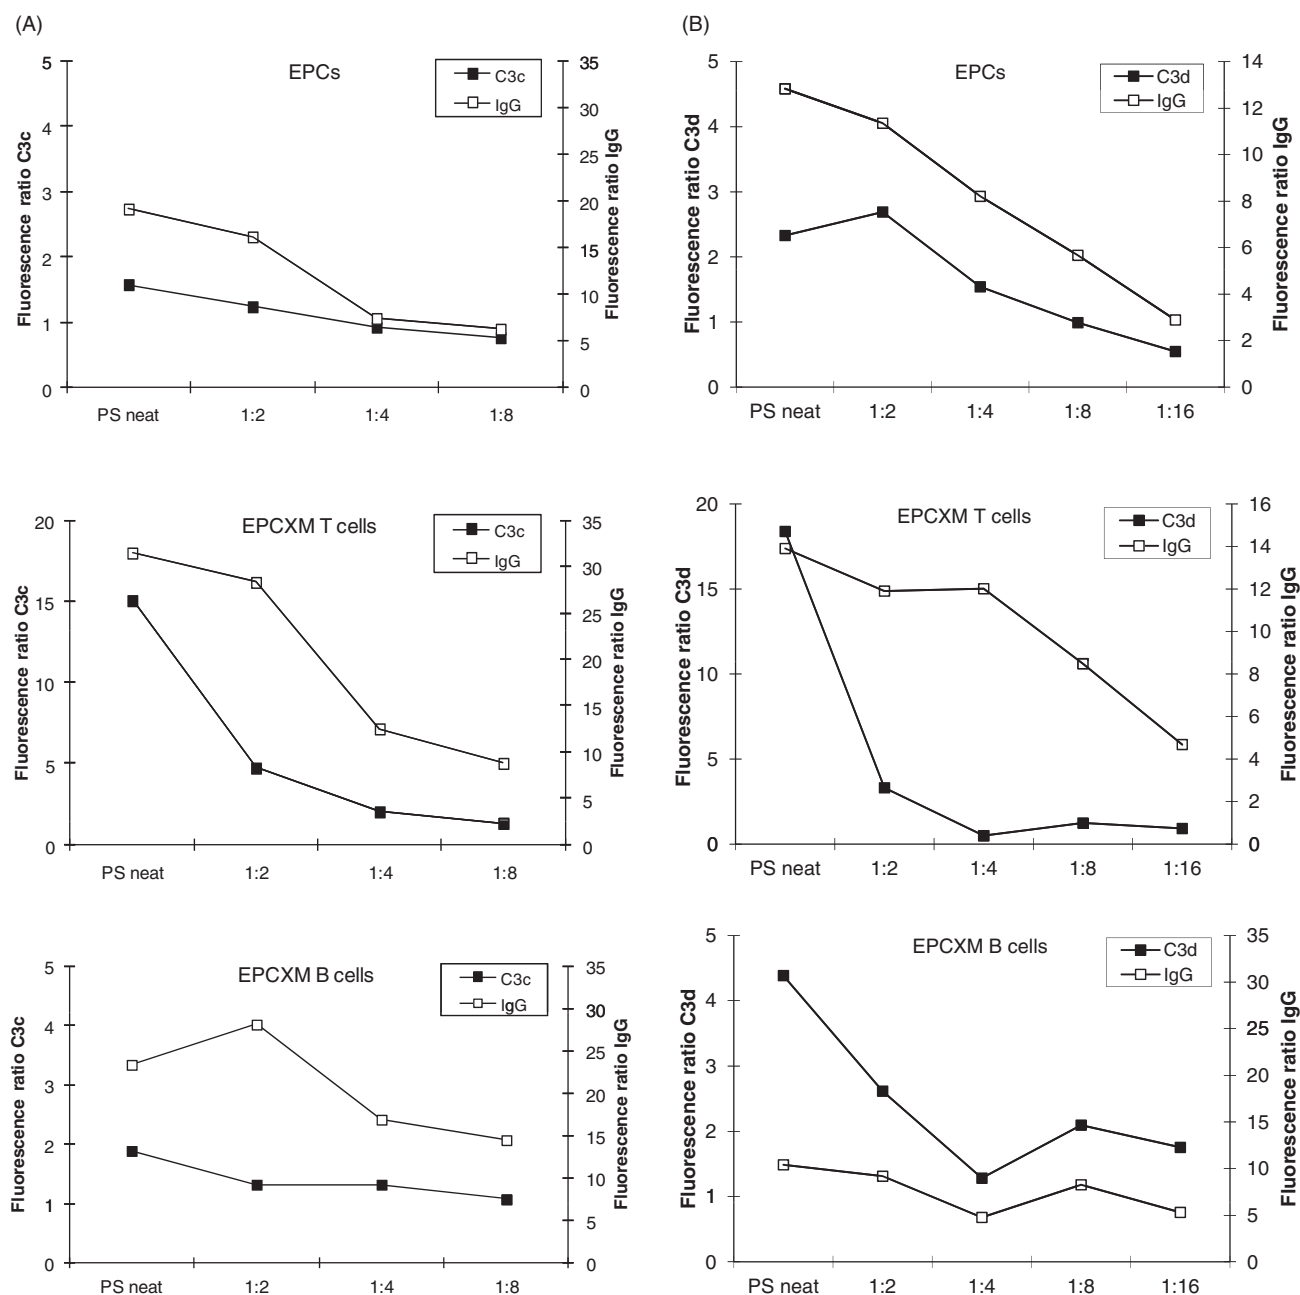 (A)
EPCs
C3c
IgG
Fluorescence ratio C3c
5
4
3
2
1
0
Fluorescence ratio IgG
35
30
25
20
15
10
5
0
PS neat 1:2 1:4 1:8
(B)
EPCs
C3d
IgG
Fluorescence ratio C3d
5
4
3
2
1
0
Fluorescence ratio IgG
14
12
10
8
6
4
2
0
PS neat 1:2 1:4 1:8 1:16
EPCXM T cells
C3c
IgG
Fluorescence ratio C3c
20
15
10
5
0
Fluorescence ratio IgG
35
30
25
20
15
10
5
0
PS neat 1:2 1:4 1:8
EPCXM T cells
C3d
IgG
Fluorescence ratio C3d
20
15
10
5
0
Fluorescence ratio IgG
16
14
12
10
8
6
4
2
0
PS neat 1:2 1:4 1:8 1:16
EPCXM B cells
C3c
IgG
Fluorescence ratio C3c
5
4
3
2
1
0
Fluorescence ratio IgG
35
30
25
20
15
10
5
0
PS neat 1:2 1:4 1:8
EPCXM B cells
C3d
IgG
Fluorescence ratio C3d
5
4
3
2
1
0
Fluorescence ratio IgG
35
30
25
20
15
10
5
0
PS neat 1:2 1:4 1:8 1:16